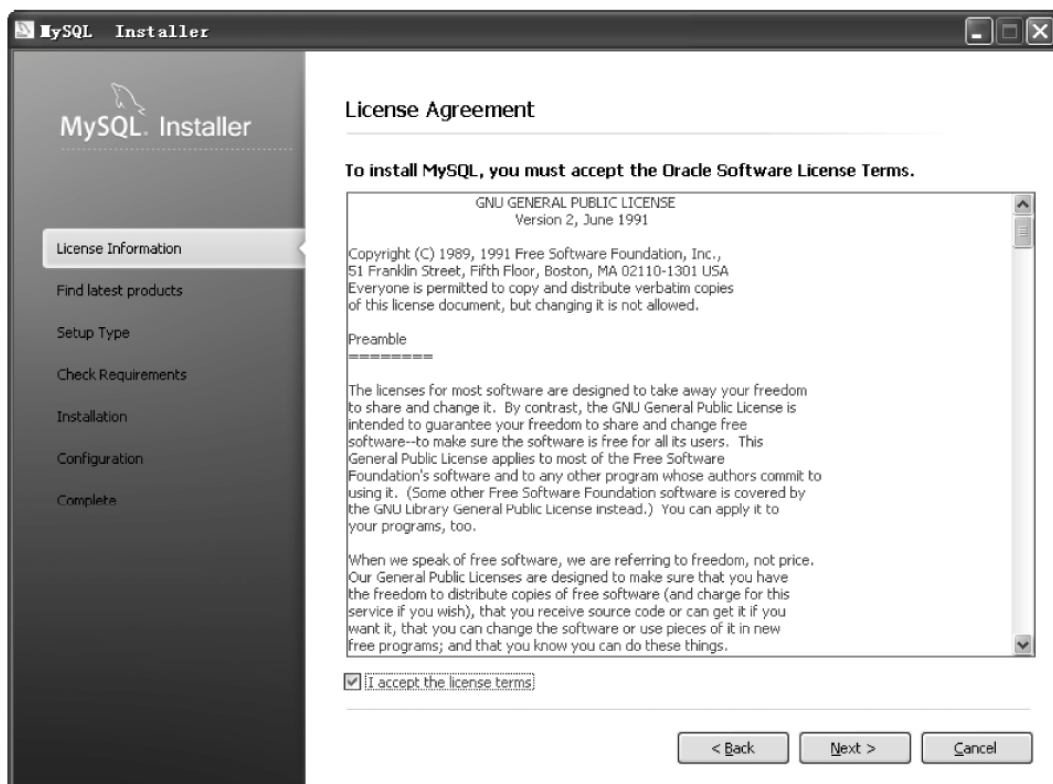 MySQL Installer
MySQL. Installer
License Information
Find latest products
Setup Type
Check Requirements
Installation
Configuration
Complete
License Agreement
To install MySQL, you must accept the Oracle Software License Terms.
GNU GENERAL PUBLIC LICENSE
Version 2, June 1991
Copyright (C) 1989, 1991 Free Software Foundation, Inc.,
51 Franklin Street, Fifth Floor, Boston, MA 02110-1301 USA
Everyone is permitted to copy and distribute verbatim copies
of this license document, but changing it is not allowed.
Preamble
========
The licenses for most software are designed to take away your freedom
to share and change it.  By contrast, the GNU General Public License is
intended to guarantee your freedom to share and change free
software--to make sure the software is free for all its users.  This
General Public License applies to most of the Free Software
Foundation's software and to any other program whose authors commit to
using it.  (Some other Free Software Foundation software is covered by
the GNU Library General Public License instead.)  You can apply it to
your programs, too.
When we speak of free software, we are referring to freedom, not price.
Our General Public Licenses are designed to make sure that you have
the freedom to distribute copies of free software (and charge for this
service if you wish), that you receive source code or can get it if you
want it, that you can change the software or use pieces of it in new
free programs; and that you know you can do these things.
I accept the license terms
< Back
Next >
Cancel